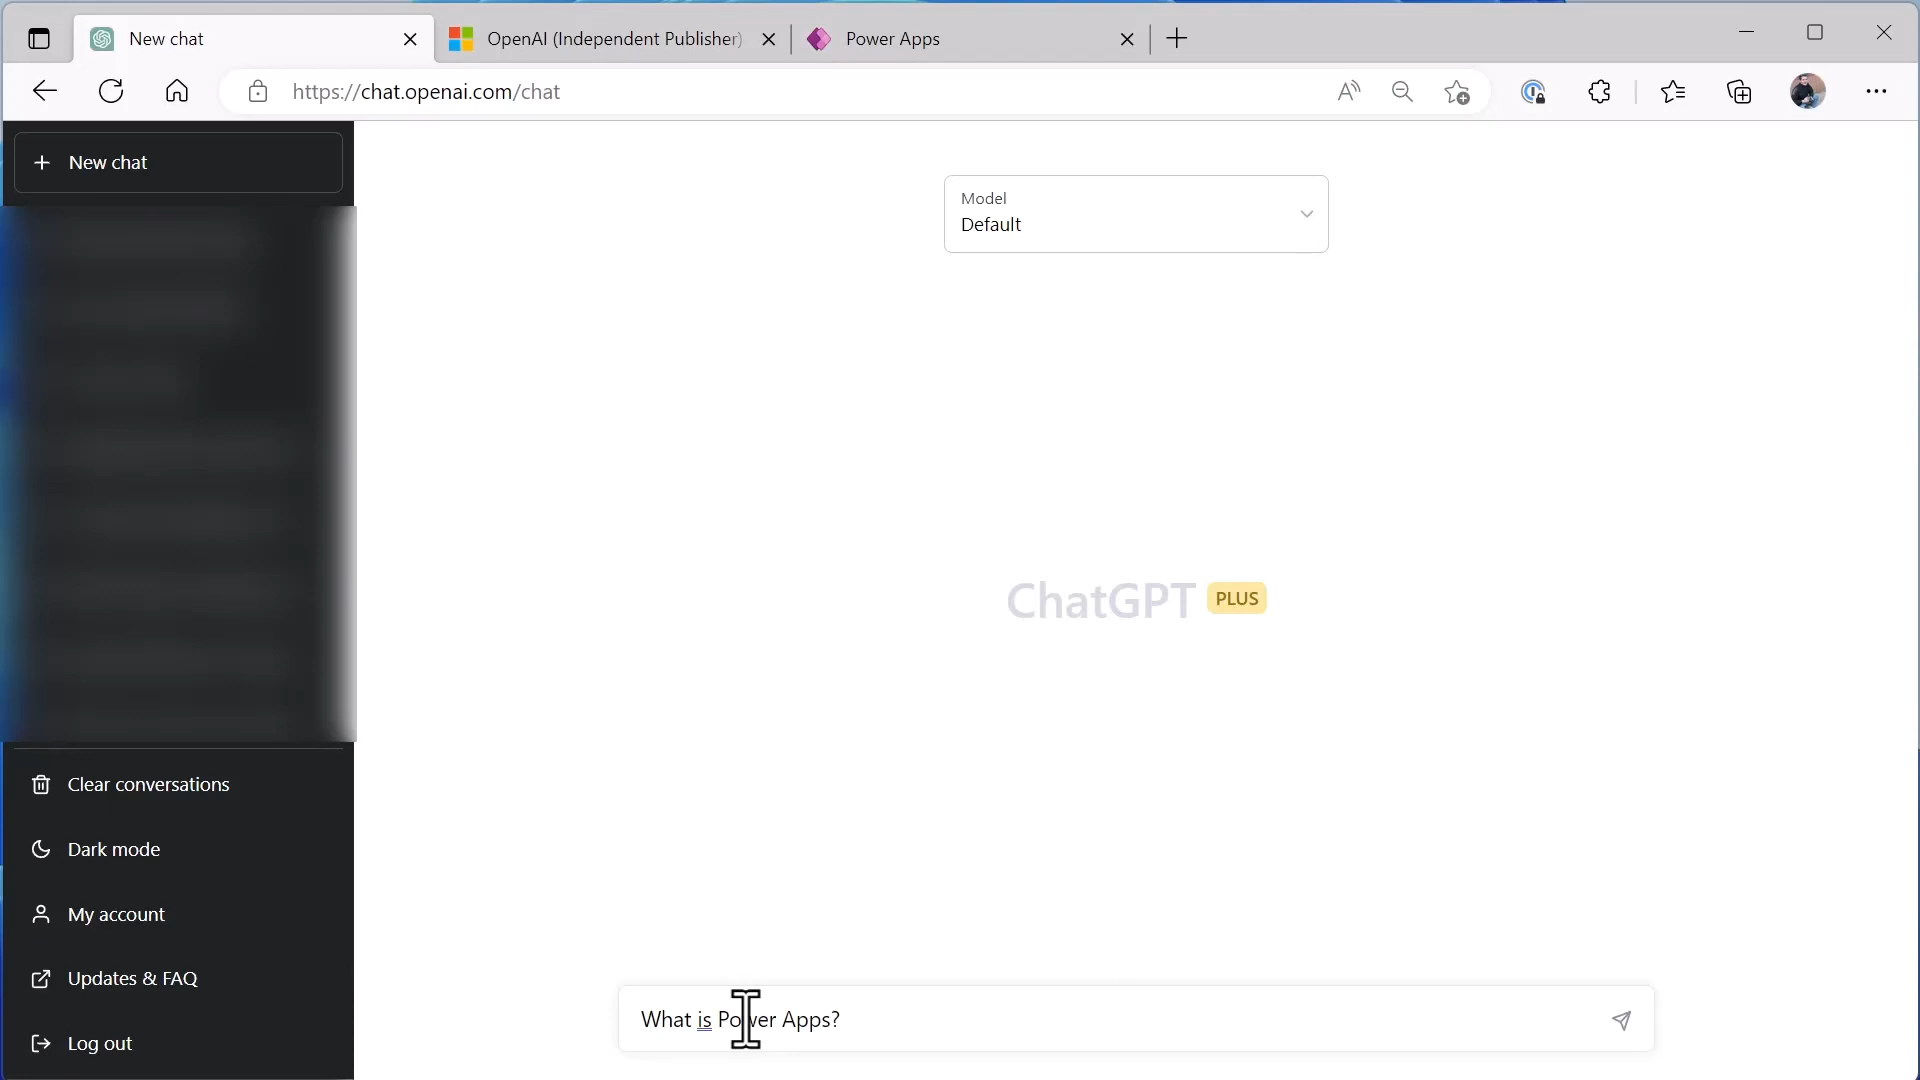 New chat
OpenAI (Independent Publisher)
Power Apps
https://chat.openai.com/chat
New chat
Model
Default
ChatGPT PLUS
Clear conversations
Dark mode
My account
Updates & FAQ
Log out
What is Power Apps?